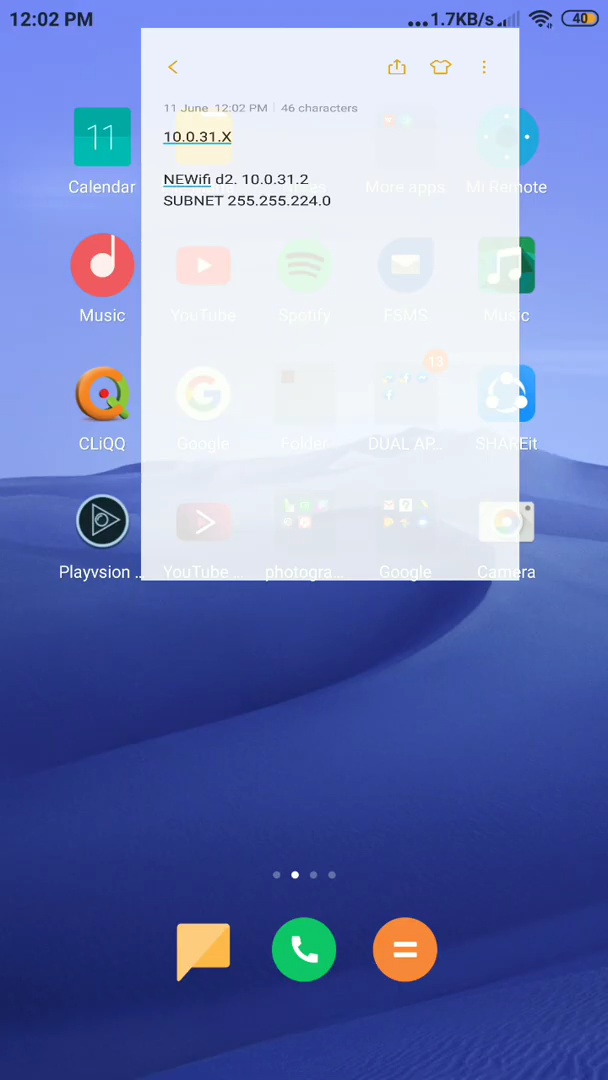 12:02 PM
...1.7KB/s
40
11 June 12:02 PM | 46 characters
10.0.31.X
NEWifi d2. 10.0.31.2
SUBNET 255.255.224.0
11
Calendar
More apps
Mi Remote
Music
YouTube
Spotify
FSMS
Music
13
CLiQQ
Google
Folder
DUAL AP...
SHAREit
Playvsion ...
YouTube ...
photogra...
Google
Camera